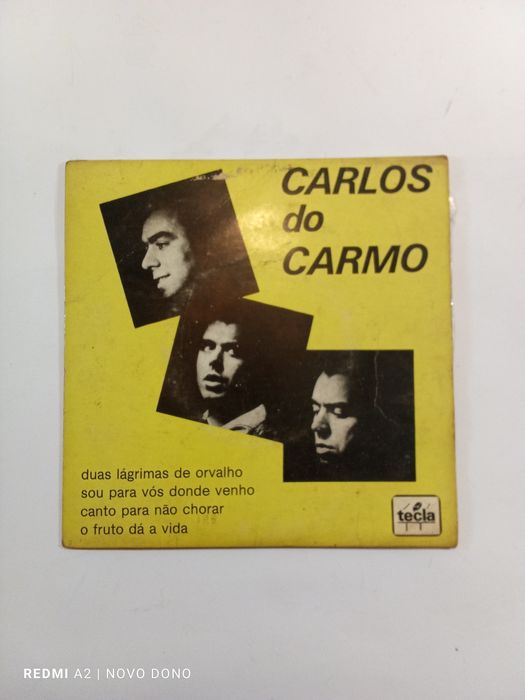 CARLOS
do
CARMO
duas lágrimas de orvalho
sou para vós donde venho
canto para não chorar
o fruto dá a vida
tecla
REDMI A2 | NOVO DONO